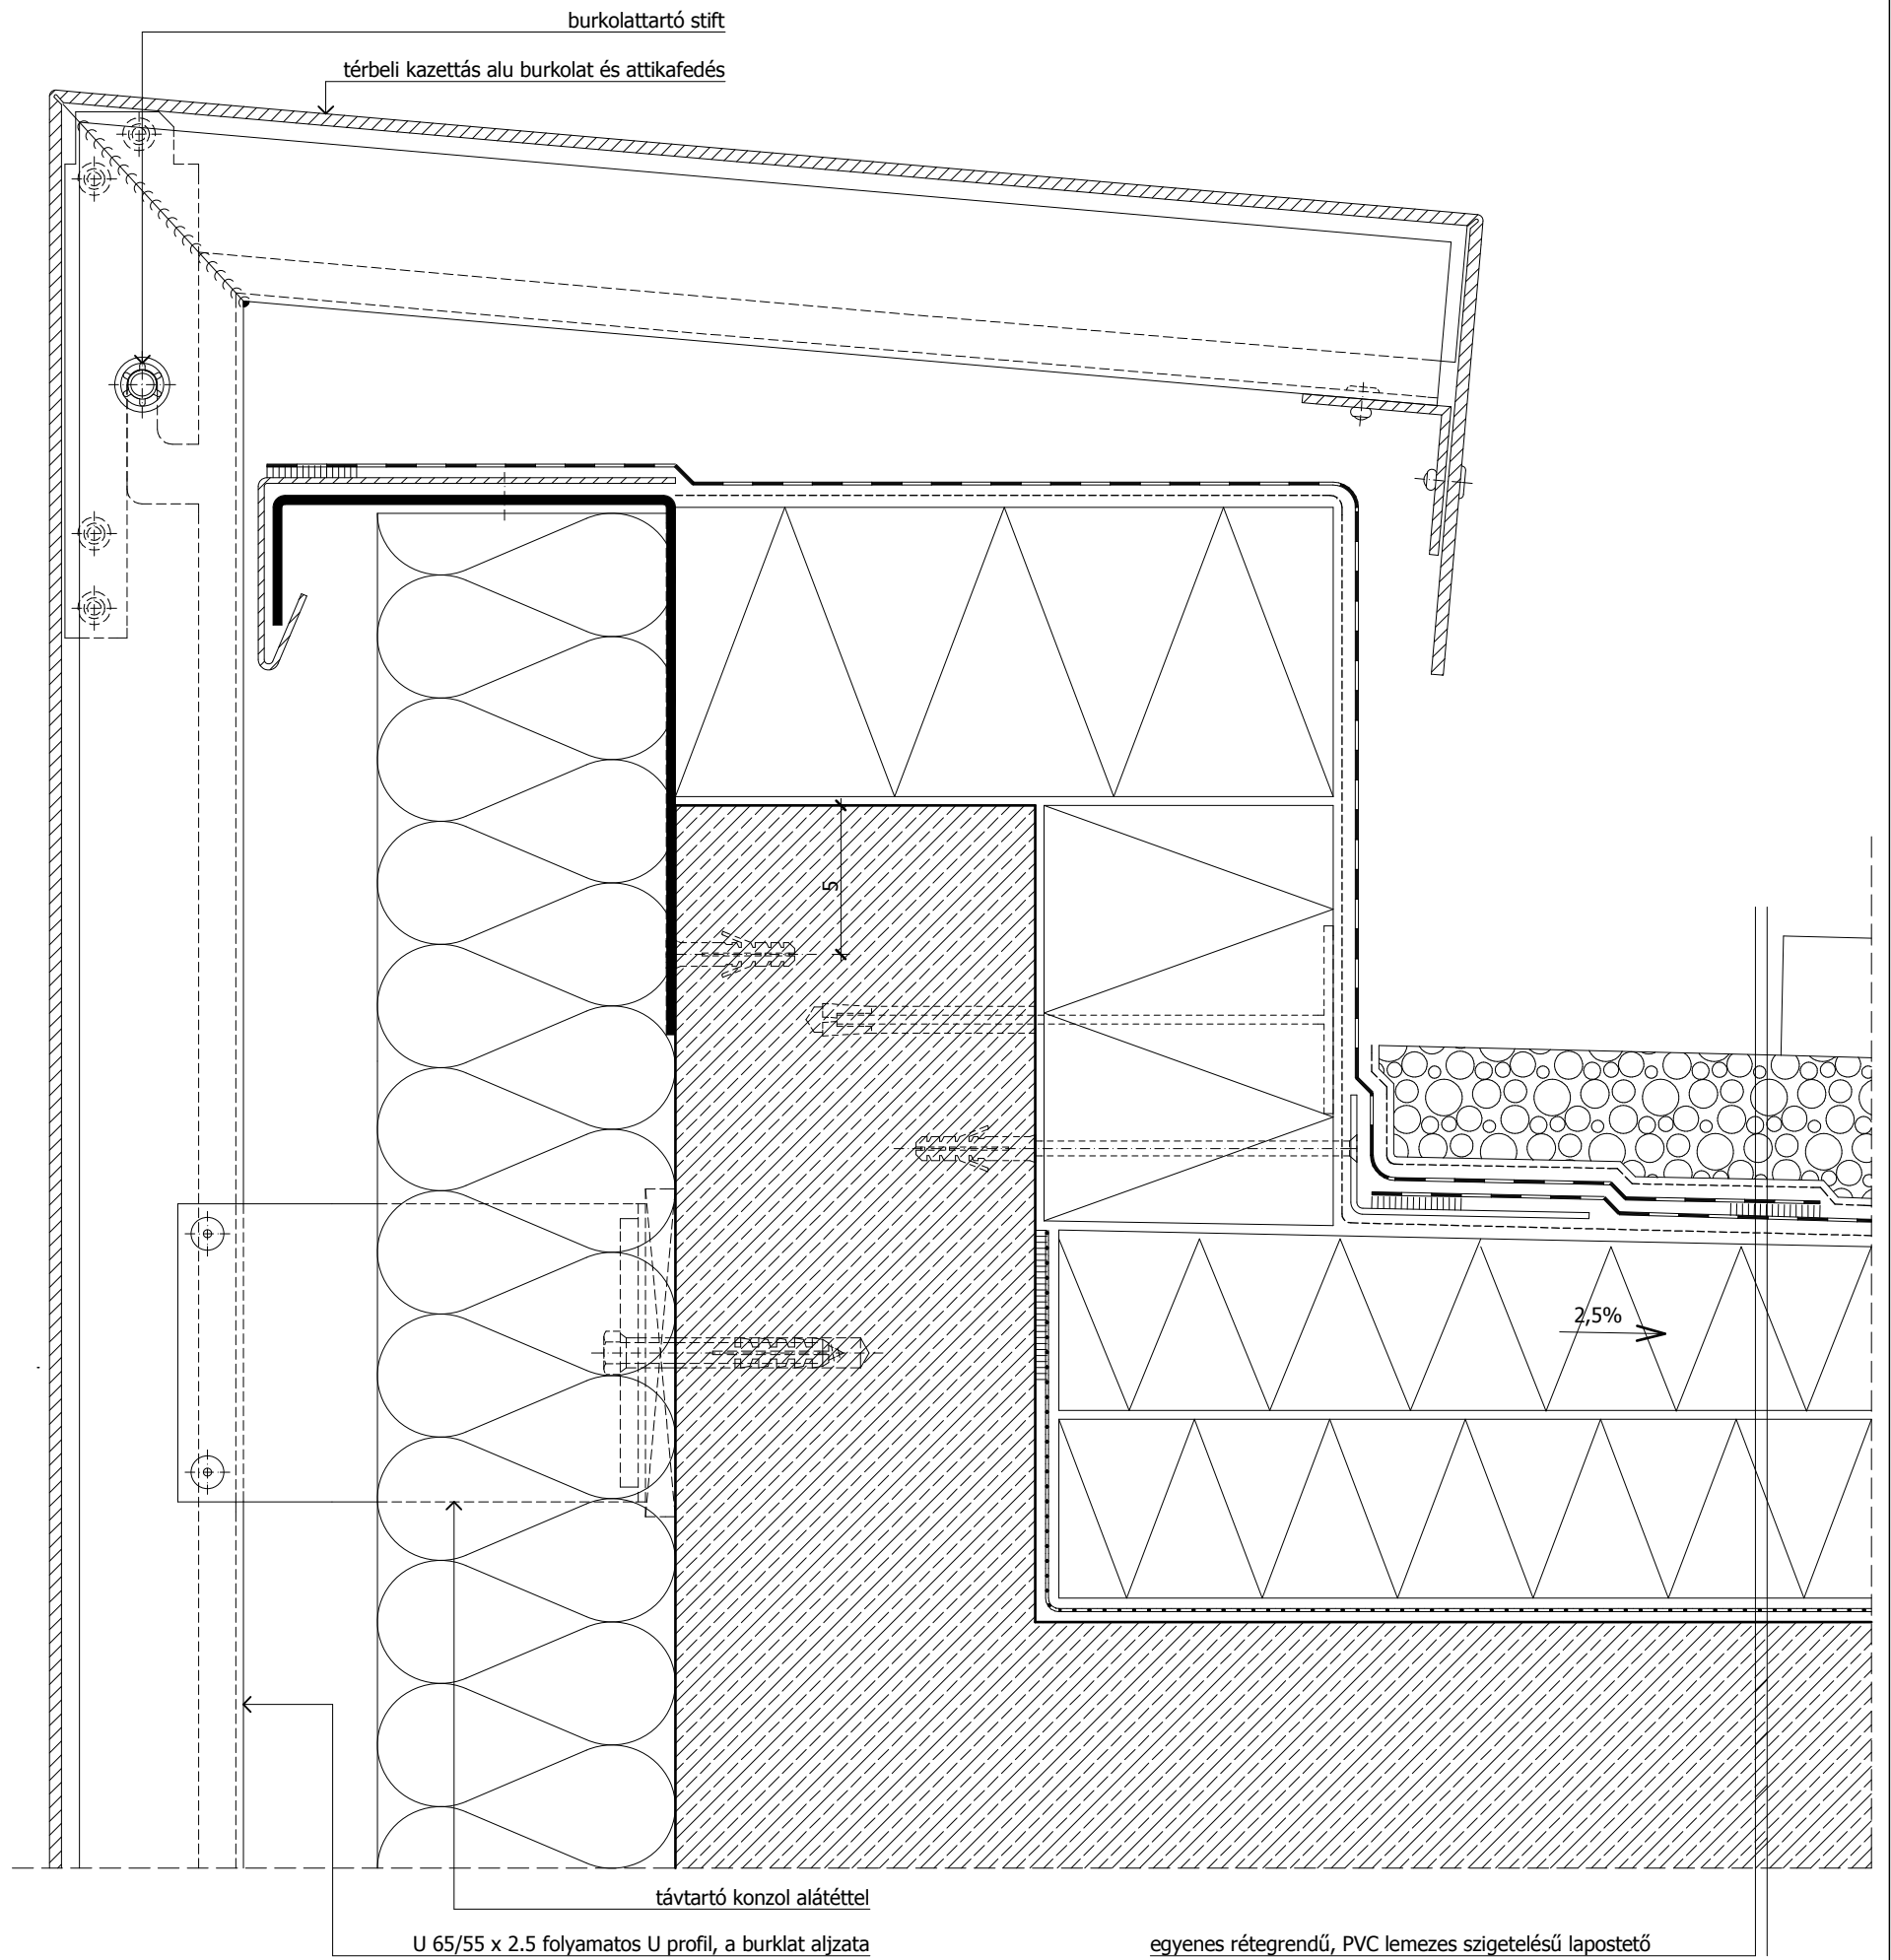 burkolattartó stift
térbeli kazettás alu burkolat és attikafedés
5
2,5%
távtartó konzol alátéttel
U 65/55 x 2.5 folyamatos U profil, a burklat aljzata
egyenes rétegrendű, PVC lemezes szigetelésű lapostető